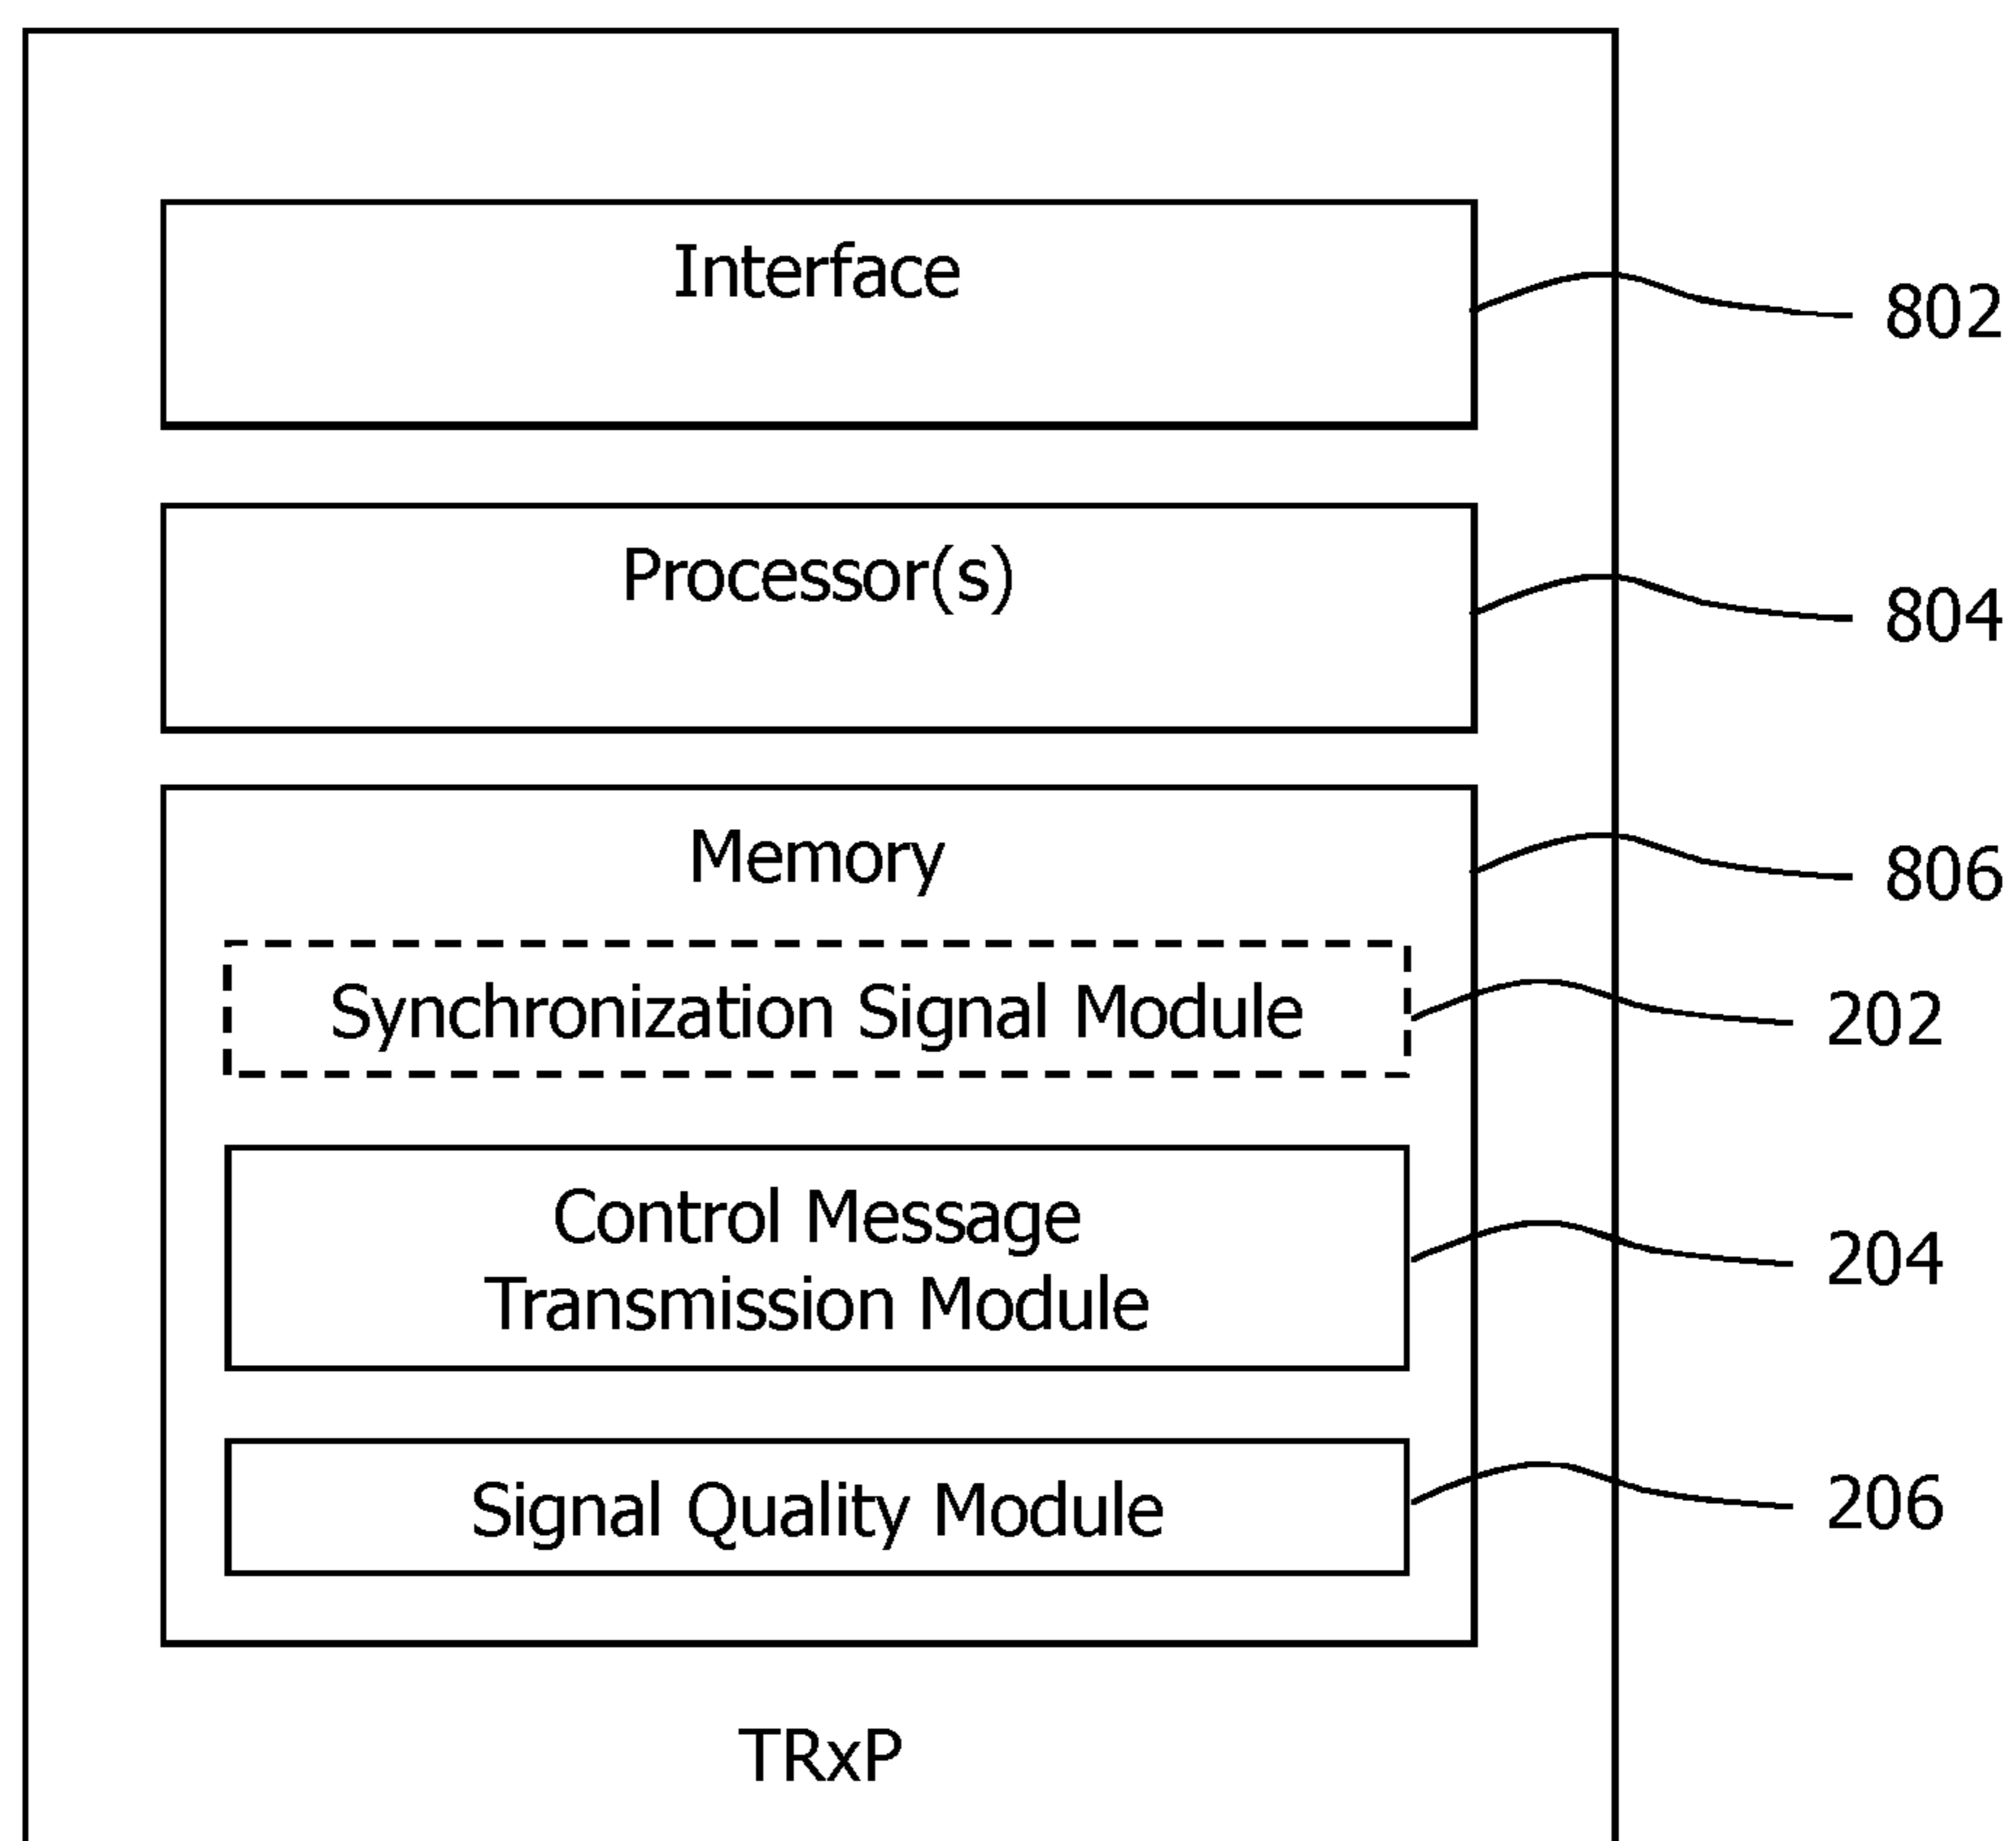 Interface
802
Processor(s)
804
Memory
806
Synchronization Signal Module
202
Control Message
Transmission Module
204
Signal Quality Module
206
TRxP